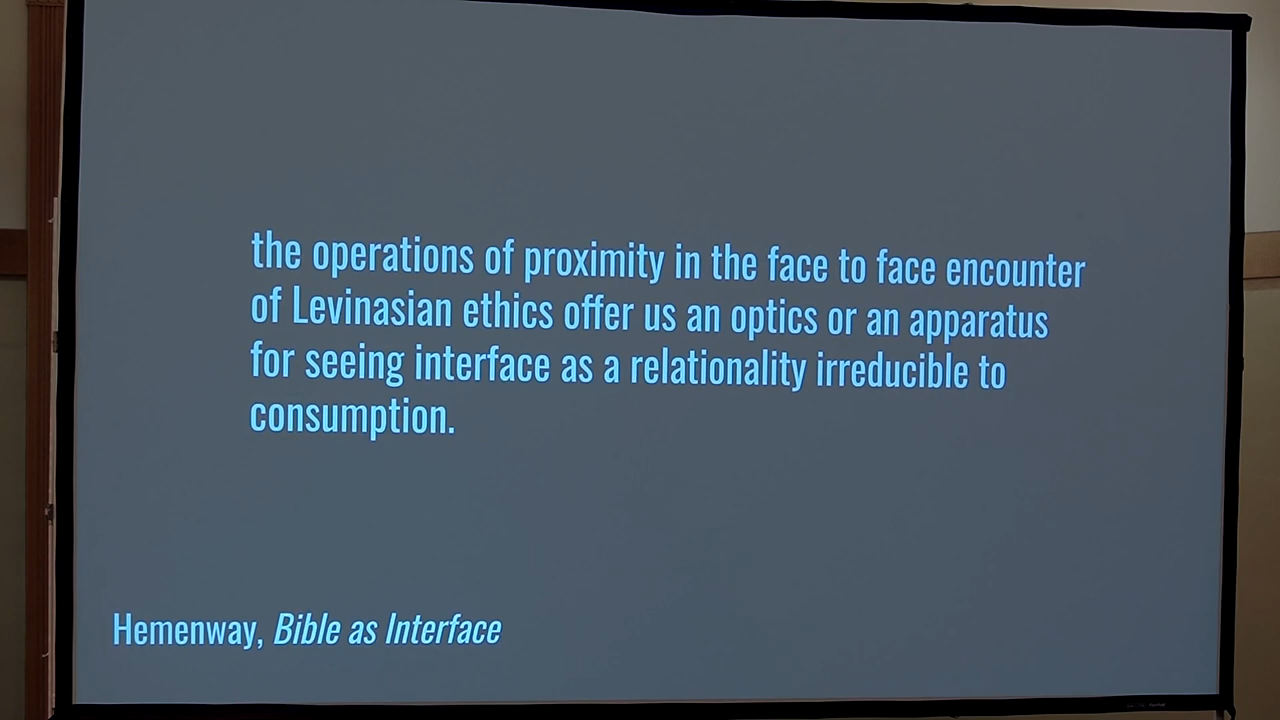 the operations of proximity in the face to face encounter
of Levinasian ethics offer us an optics or an apparatus
for seeing interface as a relationality irreducible to
consumption.
Hemenway, Bible as Interface